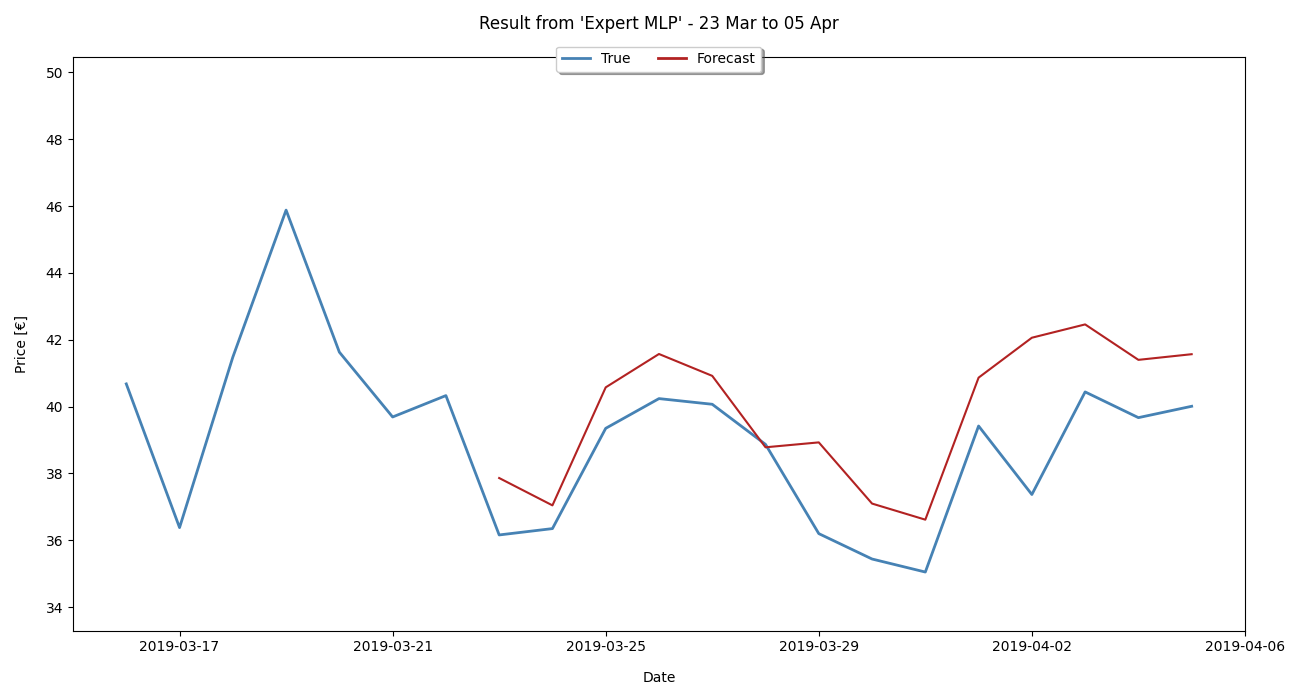 Result from 'Expert MLP' - 23 Mar to 05 Apr
True Forecast
50
48
46
44
42
40
38
36
34
Price [€]
2019-03-17 2019-03-21 2019-03-25 2019-03-29 2019-04-02 2019-04-06
Date